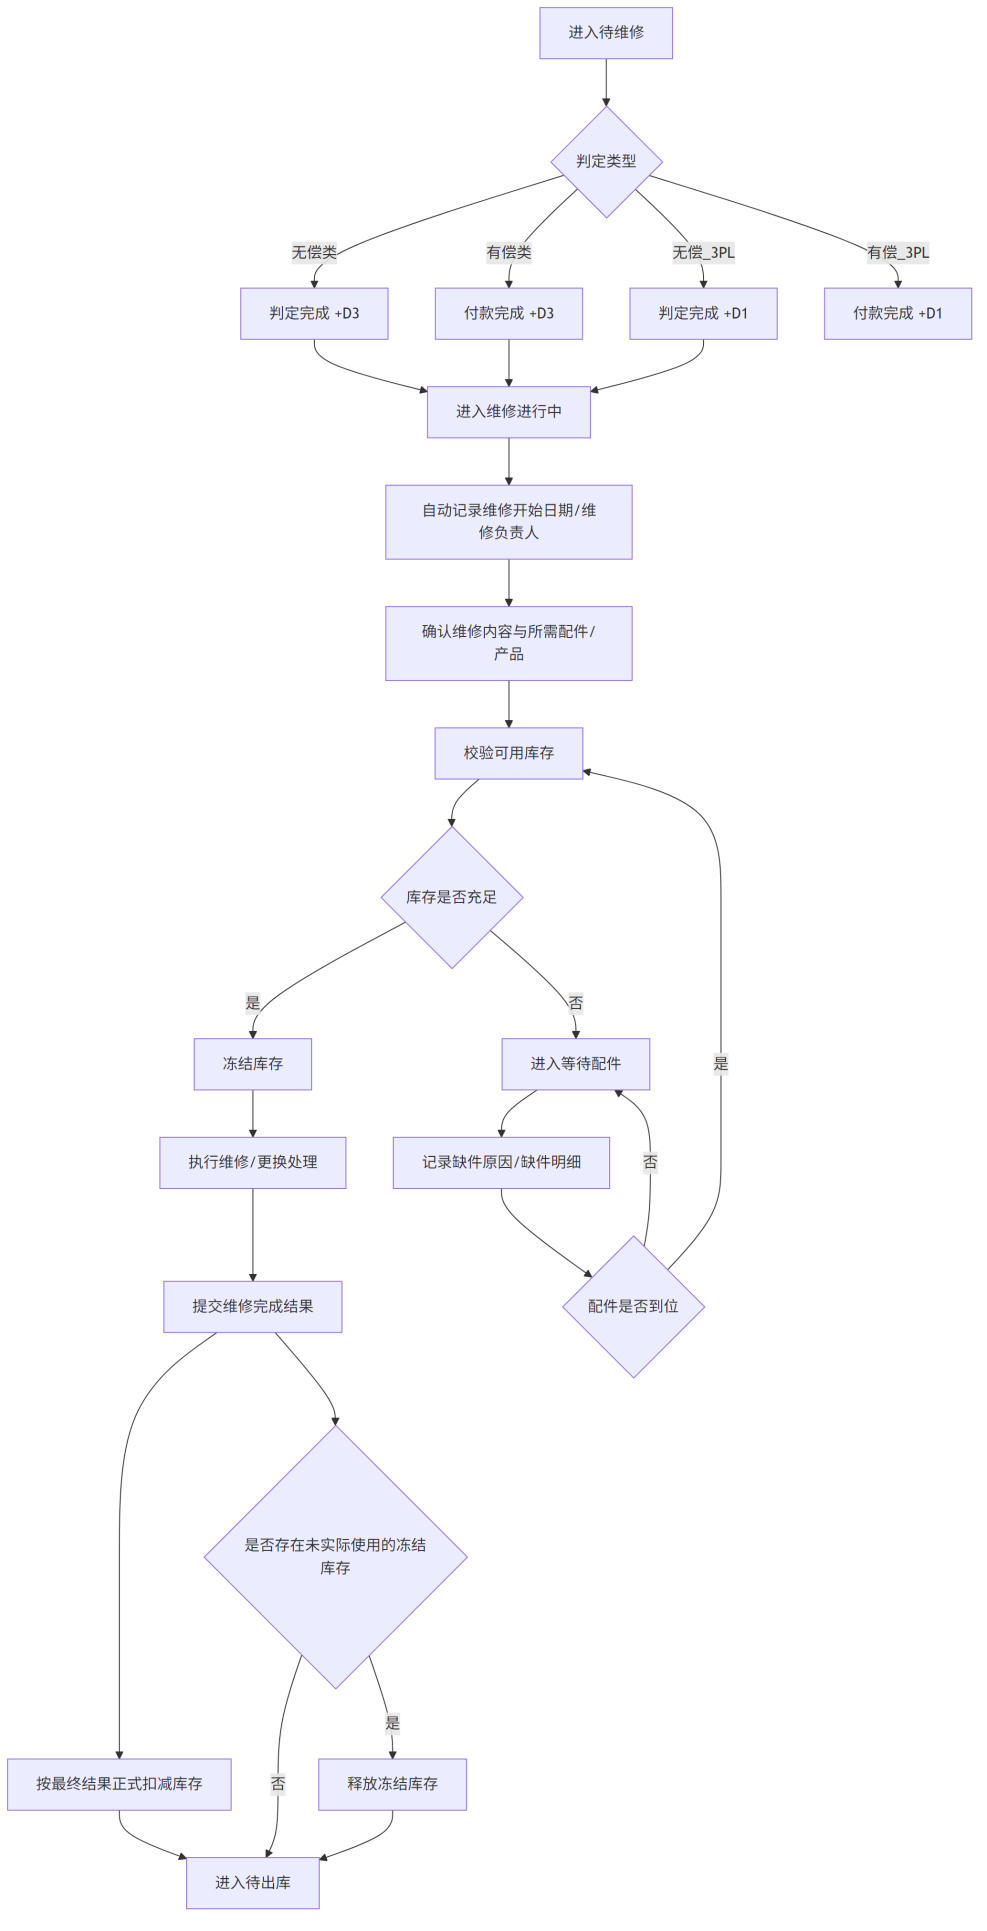 进入待维修
判定类型
无偿类
有偿类
无偿_3PL
有偿_3PL
判定完成 +D3
付款完成 +D3
判定完成 +D1
付款完成 +D1
进入维修进行中
自动记录维修开始日期/维
修负责人
确认维修内容与所需配件/
产品
校验可用库存
库存是否充足
是
否
冻结库存
进入等待配件
是
执行维修/更换处理
记录缺件原因/缺件明细
否
提交维修完成结果
配件是否到位
是否存在未实际使用的冻结
库存
是
按最终结果正式扣减库存
否
释放冻结库存
进入待出库